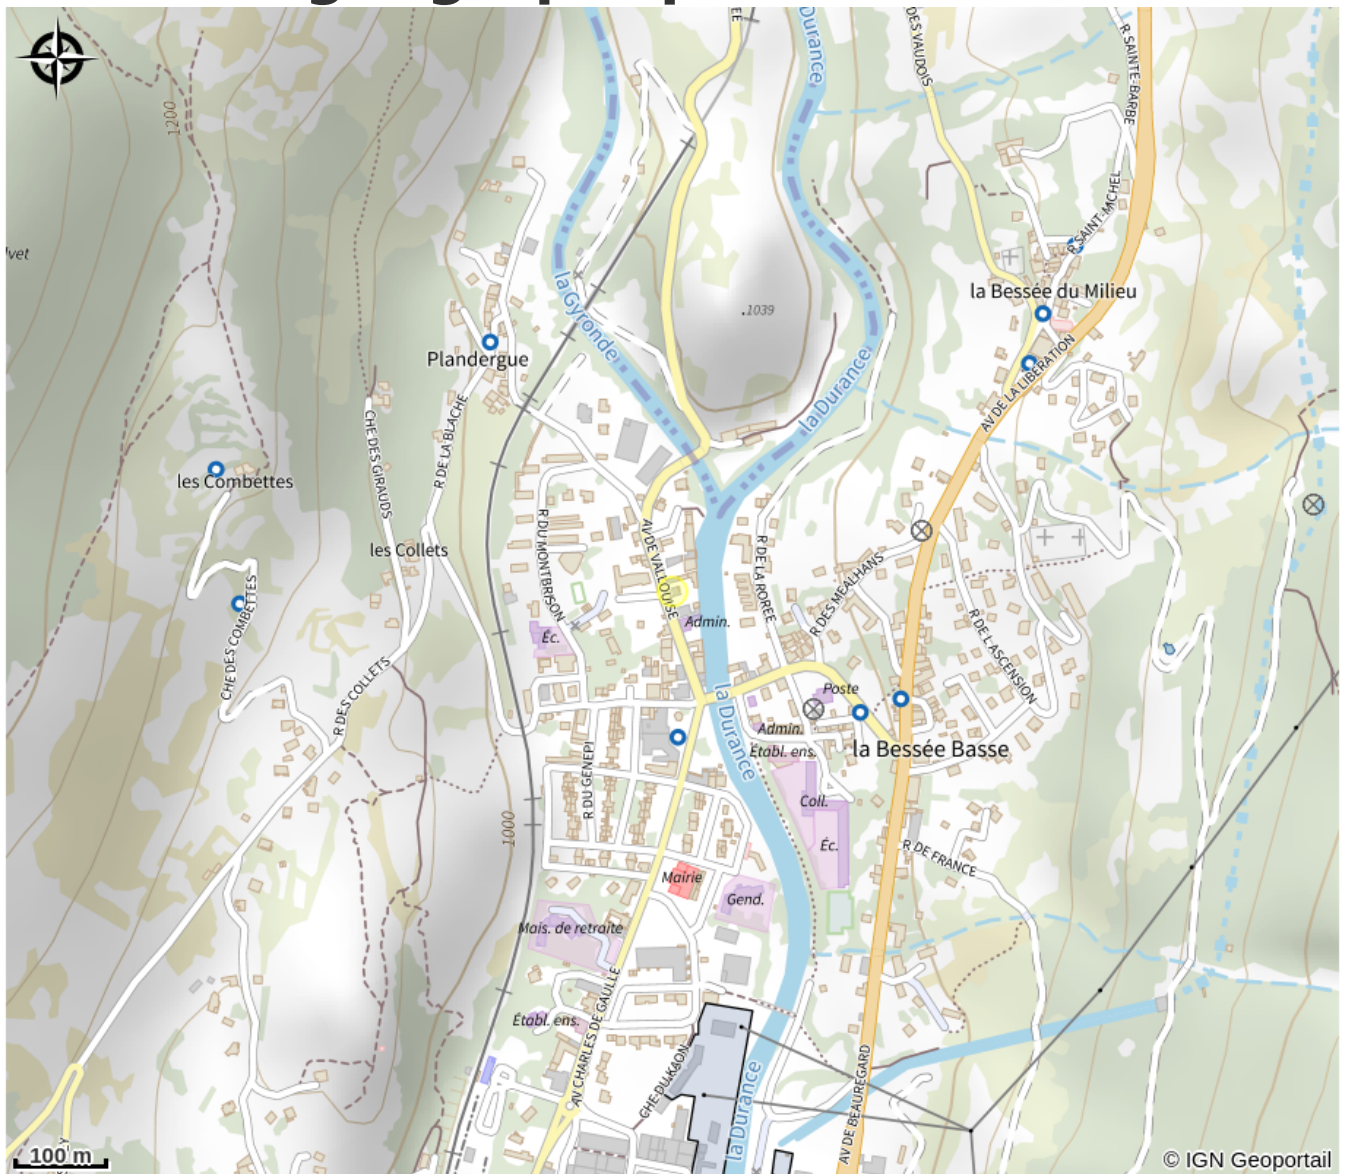 EE
Durance
DES VAUDOIS
R SAINTE-BARBE
1200
R SAINT-MICHEL
lvet
la Bessée du Milieu
la Gyronde
.1039
Plandergue
la Durance
AV DE LA LIBERATION
CHE DES GIRAUDS
R DE LA BLACHE
les Combettes
les Collets
R DU MONTBRISON
AV DE VALLOUISE
R DE LA ROREE
R DES MEALHANS
R DE L'ASCENSION
CHE DES COMBETTES
Admin.
Éc.
R DES COLLETS
Poste
la Durance
Admin.
Établ. ens.
la Bessée Basse
R DU GENEPI
Coll.
1000
Éc.
R DE FRANCE
Mairie
Gend.
Mais. de retraite
AV CHARLES DE GAULLE
Établ. ens.
CHE DU KAON
la Durance
AV DE BEAUREGARD
100 m
© IGN Geoportail